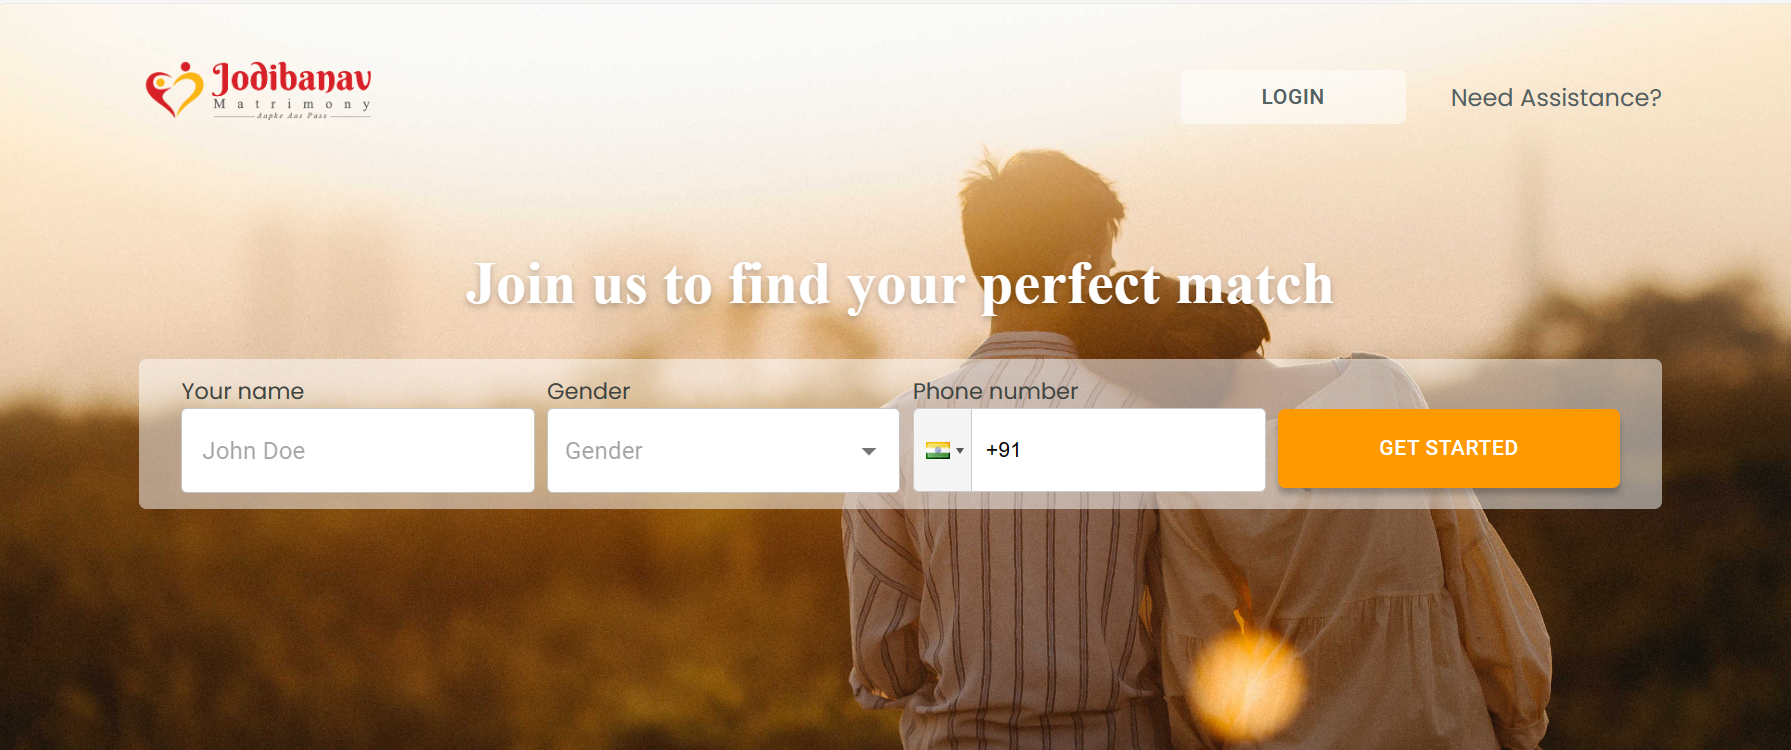 Jodibanav
Matrimony
Aapke Aas Pass
LOGIN
Need Assistance?
Join us to find your perfect match
Your name
Gender
Phone number
John Doe
Gender
+91
GET STARTED